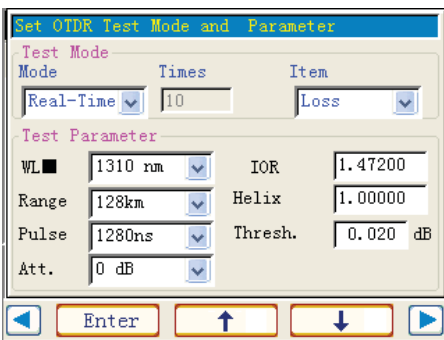 Set OTDR Test Mode and Parameter
Test Mode
Mode Times Item
Real-Time 10 Loss
Test Parameter
WL■ 1310 nm IOR 1.47200
Range 128km Helix 1.00000
Pulse 1280ns Thresh. 0.020 dB
Att. 0 dB
Enter ↑ ↓